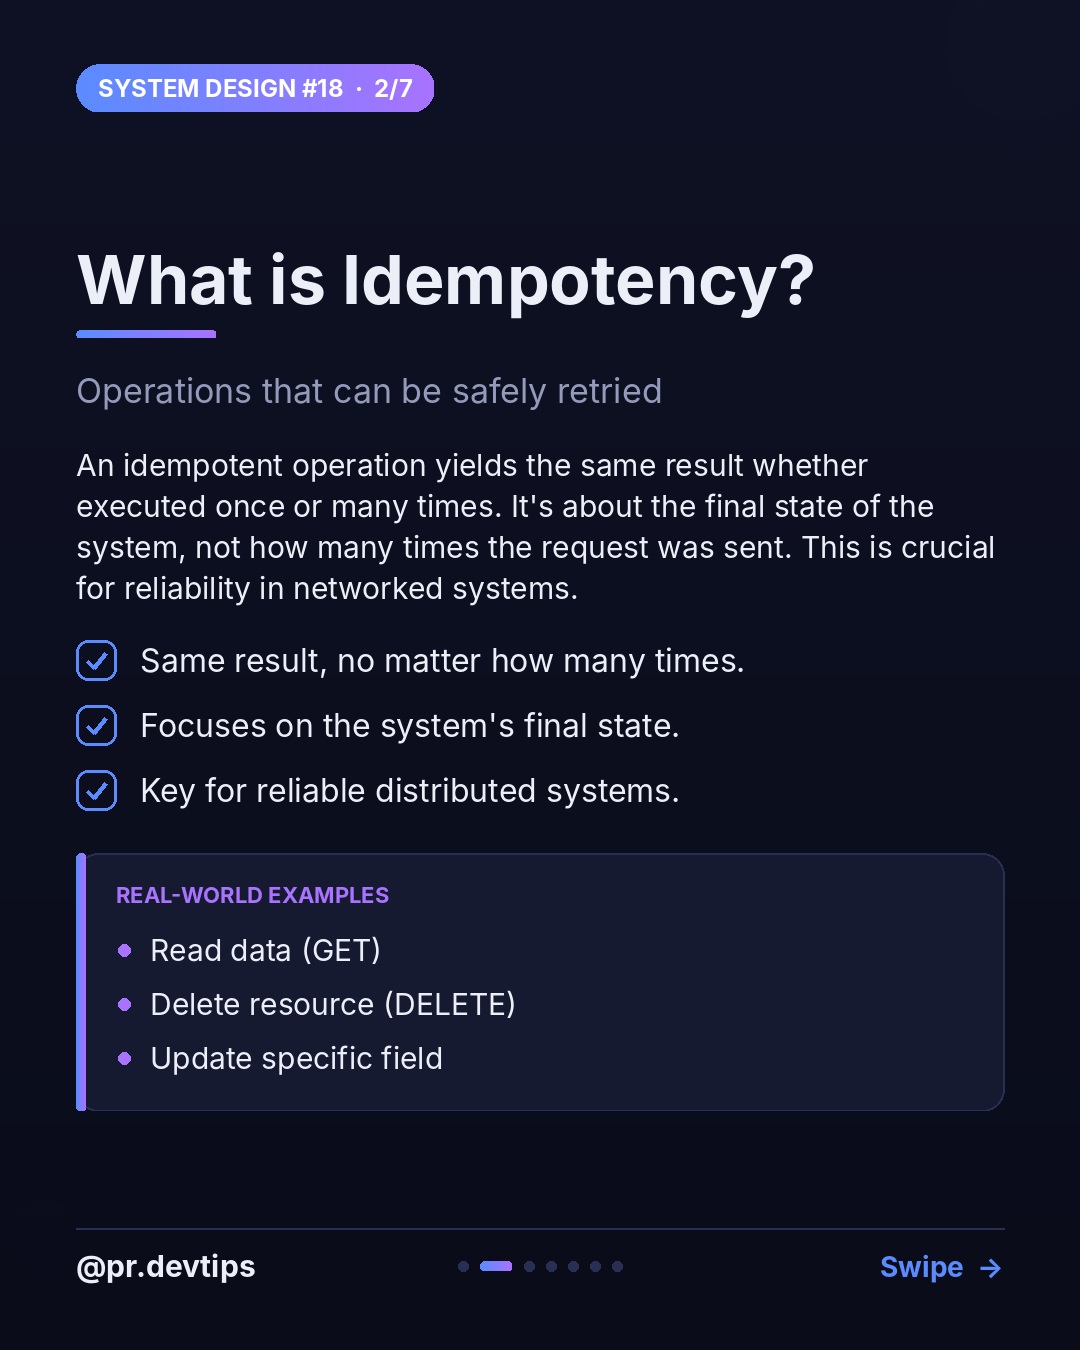 SYSTEM DESIGN #18 · 2/7
What is Idempotency?
Operations that can be safely retried
An idempotent operation yields the same result whether
executed once or many times. It's about the final state of the
system, not how many times the request was sent. This is crucial
for reliability in networked systems.
Same result, no matter how many times.
Focuses on the system's final state.
Key for reliable distributed systems.
REAL-WORLD EXAMPLES
Read data (GET)
Delete resource (DELETE)
Update specific field
@pr.devtips
Swipe →